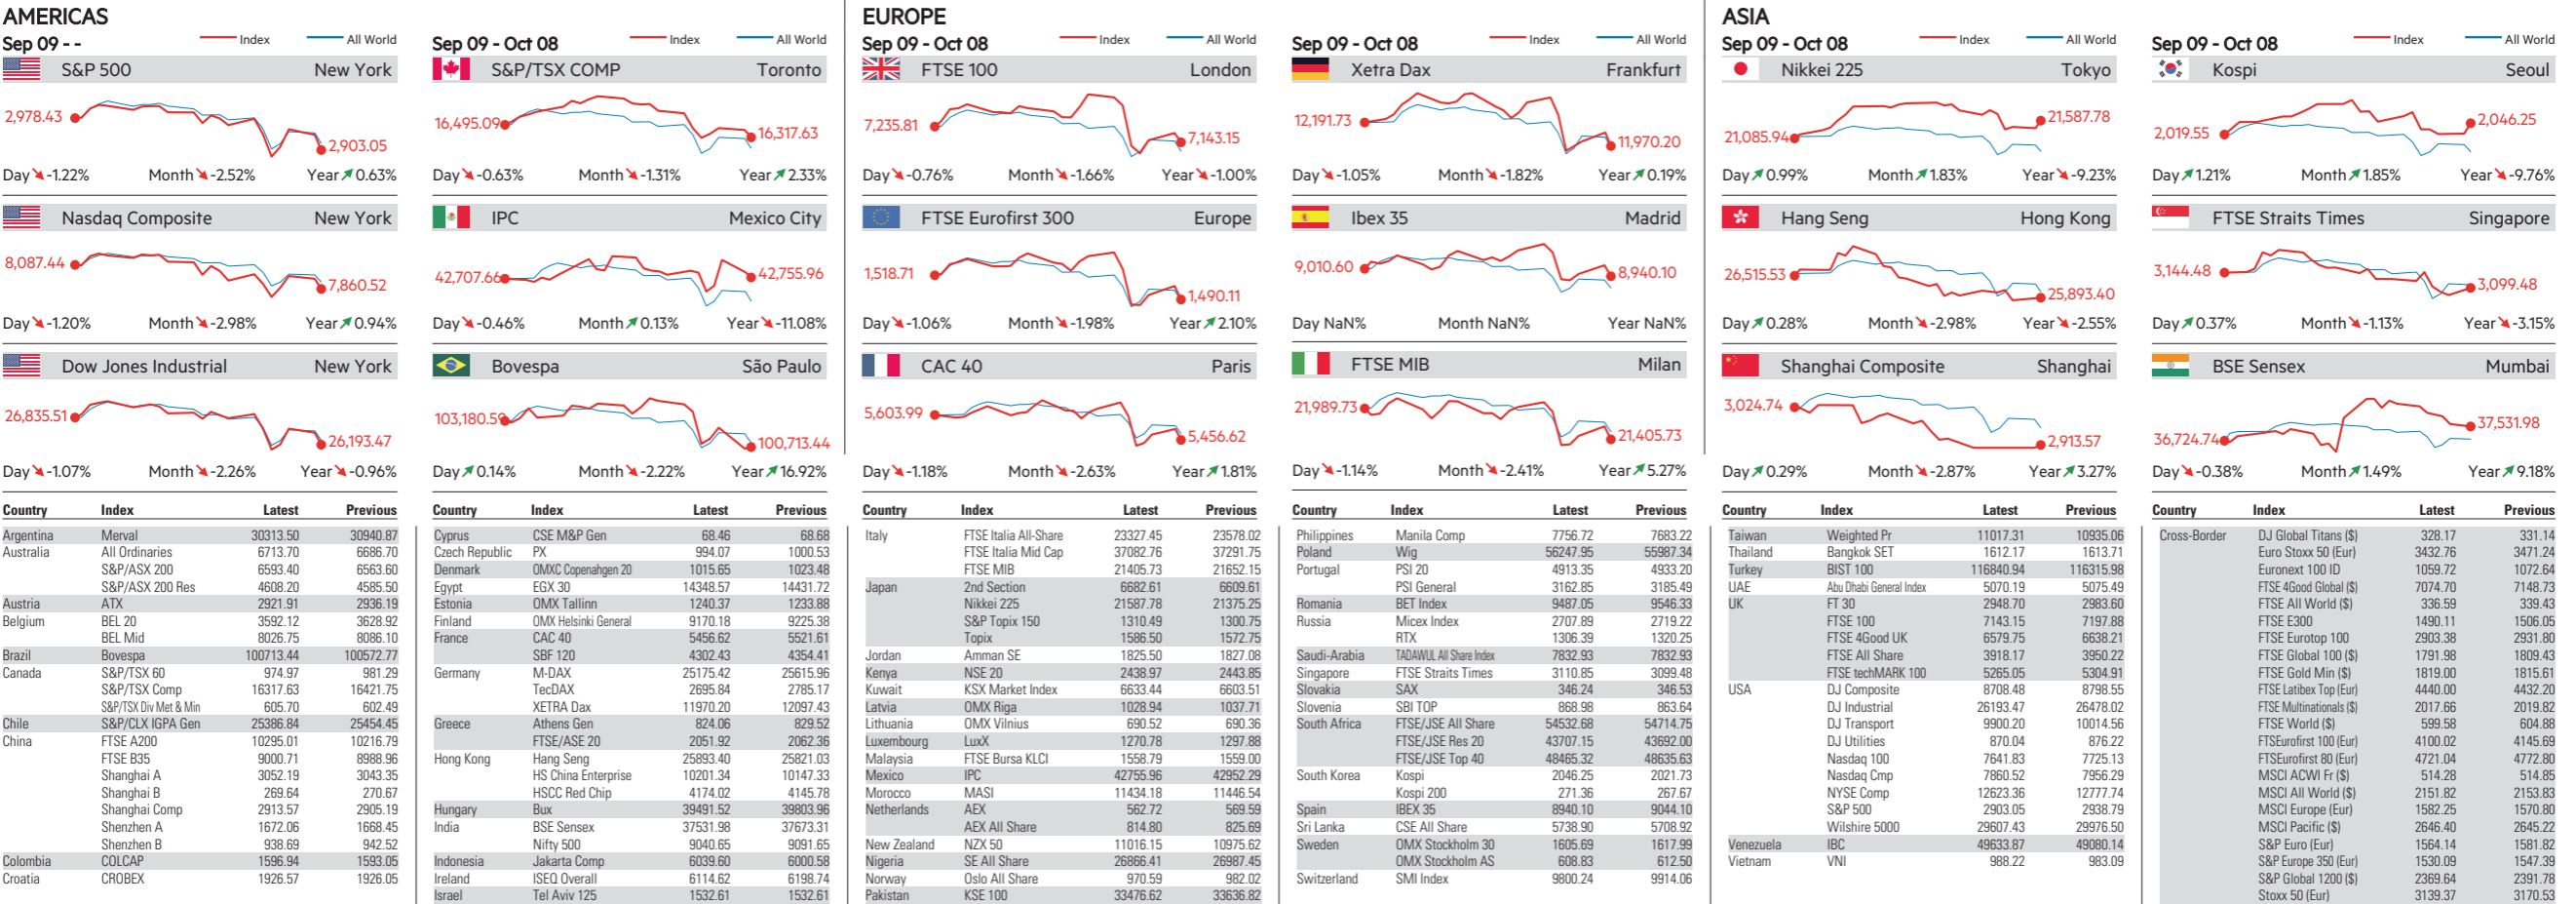 AMERICAS
Sep 09 - -
Index
All World
S&P 500
New York
2,978.43
2,903.05
Day -1.22%
Month -2.52%
Year 0.63%
Nasdaq Composite
New York
8,087.44
7,860.52
Day -1.20%
Month -2.98%
Year 0.94%
Dow Jones Industrial
New York
26,835.51
26,193.47
Day -1.07%
Month -2.26%
Year -0.96%
Sep 09 - Oct 08
Index
All World
S&P/TSX COMP
Toronto
16,495.09
16,317.63
Day -0.63%
Month -1.31%
Year 2.33%
IPC
Mexico City
42,707.66
42,755.96
Day -0.46%
Month 0.13%
Year -11.08%
Bovespa
São Paulo
103,180.59
100,713.44
Day 0.14%
Month -2.22%
Year 16.92%
EUROPE
Sep 09 - Oct 08
Index
All World
FTSE 100
London
7,235.81
7,143.15
Day -0.76%
Month -1.66%
Year -1.00%
FTSE Eurofirst 300
Europe
1,518.71
1,490.11
Day -1.06%
Month -1.98%
Year 2.10%
CAC 40
Paris
5,603.99
5,456.62
Day -1.18%
Month -2.63%
Year 1.81%
Sep 09 - Oct 08
Index
All World
Xetra Dax
Frankfurt
12,191.73
11,970.20
Day -1.05%
Month -1.82%
Year 0.19%
Ibex 35
Madrid
9,010.60
8,940.10
Day NaN%
Month NaN%
Year NaN%
FTSE MIB
Milan
21,989.73
21,405.73
Day -1.14%
Month -2.41%
Year 5.27%
ASIA
Sep 09 - Oct 08
Index
All World
Nikkei 225
Tokyo
21,085.94
21,587.78
Day 0.99%
Month 1.83%
Year -9.23%
Hang Seng
Hong Kong
26,515.53
25,893.40
Day 0.28%
Month -2.98%
Year -2.55%
Shanghai Composite
Shanghai
3,024.74
2,913.57
Day 0.29%
Month -2.87%
Year 3.27%
Sep 09 - Oct 08
Index
All World
Kospi
Seoul
2,019.55
2,046.25
Day 1.21%
Month 1.85%
Year -9.76%
FTSE Straits Times
Singapore
3,144.48
3,099.48
Day 0.37%
Month -1.13%
Year -3.15%
BSE Sensex
Mumbai
36,724.74
37,531.98
Day -0.38%
Month 1.49%
Year 9.18%
Country Index Latest Previous
Argentina Merval 30313.50 30940.87
Australia All Ordinaries 6713.70 6686.70
S&P/ASX 200 6593.40 6563.60
S&P/ASX 200 Res 4608.20 4585.50
Austria ATX 2921.91 2936.19
Belgium BEL 20 3592.12 3628.92
BEL Mid 8026.75 8086.10
Brazil Bovespa 100713.44 100572.77
Canada S&P/TSX 60 974.97 981.29
S&P/TSX Comp 16317.63 16421.75
S&P/TSX Div Met & Min 605.70 602.49
Chile S&P/CLX IGPA Gen 25386.84 25454.45
China FTSE A200 10295.01 10216.79
FTSE B35 9000.71 8988.96
Shanghai A 3052.19 3043.35
Shanghai B 269.64 270.67
Shanghai Comp 2913.57 2905.19
Shenzhen A 1672.06 1668.45
Shenzhen B 938.69 942.52
Colombia COLCAP 1596.94 1593.05
Croatia CROBEX 1926.57 1926.05
Country Index Latest Previous
Cyprus CSE M&P Gen 68.46 68.68
Czech Republic PX 994.07 1000.53
Denmark OMXC Copenahgen 20 1015.65 1023.48
Egypt EGX 30 14348.57 14431.72
Estonia OMX Tallinn 1240.37 1233.88
Finland OMX Helsinki General 9170.18 9225.38
France CAC 40 5456.62 5521.61
SBF 120 4302.43 4354.41
Germany M-DAX 25175.42 25615.96
TecDAX 2695.84 2785.17
XETRA Dax 11970.20 12097.43
Greece Athens Gen 824.06 829.52
FTSE/ASE 20 2051.92 2062.36
Hong Kong Hang Seng 25893.40 25821.03
HS China Enterprise 10201.34 10147.33
HSCC Red Chip 4174.02 4145.78
Hungary Bux 39491.52 39803.96
India BSE Sensex 37531.98 37673.31
Nifty 500 9040.65 9091.65
Indonesia Jakarta Comp 6039.60 6000.58
Ireland ISEQ Overall 6114.62 6198.74
Israel Tel Aviv 125 1532.61 1532.61
Country Index Latest Previous
Italy FTSE Italia All-Share 23327.45 23578.02
FTSE Italia Mid Cap 37082.76 37291.75
FTSE MIB 21405.73 21652.15
Japan 2nd Section 6682.61 6609.61
Nikkei 225 21587.78 21375.25
S&P Topix 150 1310.49 1300.75
Topix 1586.50 1572.75
Jordan Amman SE 1825.50 1827.08
Kenya NSE 20 2438.97 2443.85
Kuwait KSX Market Index 6633.44 6603.51
Latvia OMX Riga 1028.94 1037.71
Lithuania OMX Vilnius 690.52 690.36
Luxembourg LuxX 1270.78 1297.88
Malaysia FTSE Bursa KLCI 1558.79 1559.00
Mexico IPC 42755.96 42952.29
Morocco MASI 11434.18 11446.54
Netherlands AEX 562.72 569.59
AEX All Share 814.80 825.69
New Zealand NZX 50 11016.15 10975.62
Nigeria SE All Share 26866.41 26987.45
Norway Oslo All Share 970.59 982.02
Pakistan KSE 100 33476.62 33636.82
Country Index Latest Previous
Philippines Manila Comp 7756.72 7683.22
Poland Wig 56247.95 55987.34
Portugal PSI 20 4913.35 4933.20
PSI General 3162.85 3185.49
Romania BET Index 9487.05 9546.33
Russia Micex Index 2707.89 2719.22
RTX 1306.39 1320.25
Saudi-Arabia TADAWUL All Share Index 7832.93 7832.93
Singapore FTSE Straits Times 3110.85 3099.48
Slovakia SAX 346.24 346.53
Slovenia SBI TOP 868.98 863.64
South Africa FTSE/JSE All Share 54532.68 54714.75
FTSE/JSE Res 20 43707.15 43692.00
FTSE/JSE Top 40 48465.32 48635.63
South Korea Kospi 2046.25 2021.73
Kospi 200 271.36 267.67
Spain IBEX 35 8940.10 9044.10
Sri Lanka CSE All Share 5738.90 5708.92
Sweden OMX Stockholm 30 1605.69 1617.99
OMX Stockholm AS 608.83 612.50
Switzerland SMI Index 9800.24 9914.06
Country Index Latest Previous
Taiwan Weighted Pr 11017.31 10935.06
Thailand Bangkok SET 1612.17 1613.71
Turkey BIST 100 116840.94 116315.98
UAE Abu Dhabi General Index 5070.19 5075.49
UK FT 30 2948.70 2983.60
FTSE 100 7143.15 7197.88
FTSE 4Good UK 6579.75 6638.21
FTSE All Share 3918.17 3950.22
FTSE techMARK 100 5265.05 5304.91
USA DJ Composite 8708.48 8798.55
DJ Industrial 26193.47 26478.02
DJ Transport 9900.20 10014.56
DJ Utilities 870.04 876.22
Nasdaq 100 7641.83 7725.13
Nasdaq Cmp 7860.52 7956.29
NYSE Comp 12623.36 12777.74
S&P 500 2903.05 2938.79
Wilshire 5000 29607.43 29976.50
Venezuela IBC 49633.87 49080.14
Vietnam VNI 988.22 983.09
Country Index Latest Previous
Cross-Border DJ Global Titans ($) 328.17 331.14
Euro Stoxx 50 (Eur) 3432.76 3471.24
Euronext 100 ID 1059.72 1072.64
FTSE 4Good Global ($) 7074.70 7148.73
FTSE All World ($) 336.59 339.43
FTSE E300 1490.11 1506.05
FTSE Eurotop 100 2903.38 2931.80
FTSE Global 100 ($) 1791.98 1809.43
FTSE Gold Min ($) 1819.00 1815.61
FTSE Latibex Top (Eur) 4440.00 4432.20
FTSE Multinationals ($) 2017.66 2019.82
FTSE World ($) 599.58 604.88
FTSEurofirst 100 (Eur) 4100.02 4145.69
FTSEurofirst 80 (Eur) 4721.04 4772.80
MSCI ACWI Fr ($) 514.28 514.85
MSCI All World ($) 2151.82 2153.83
MSCI Europe (Eur) 1582.25 1570.80
MSCI Pacific ($) 2646.40 2645.22
S&P Euro (Eur) 1564.14 1581.82
S&P Europe 350 (Eur) 1530.09 1547.39
S&P Global 1200 ($) 2369.64 2391.78
Stoxx 50 (Eur) 3139.37 3170.53